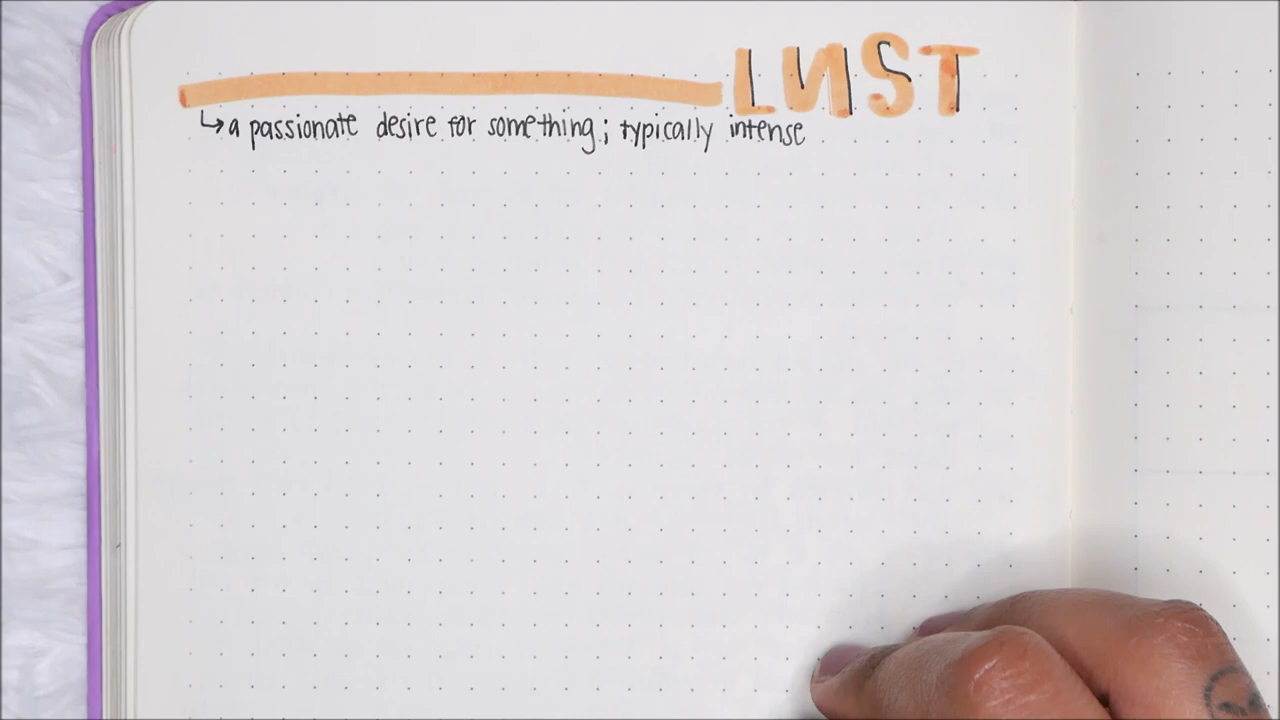 LUST
↳ a passionate desire for something; typically intense